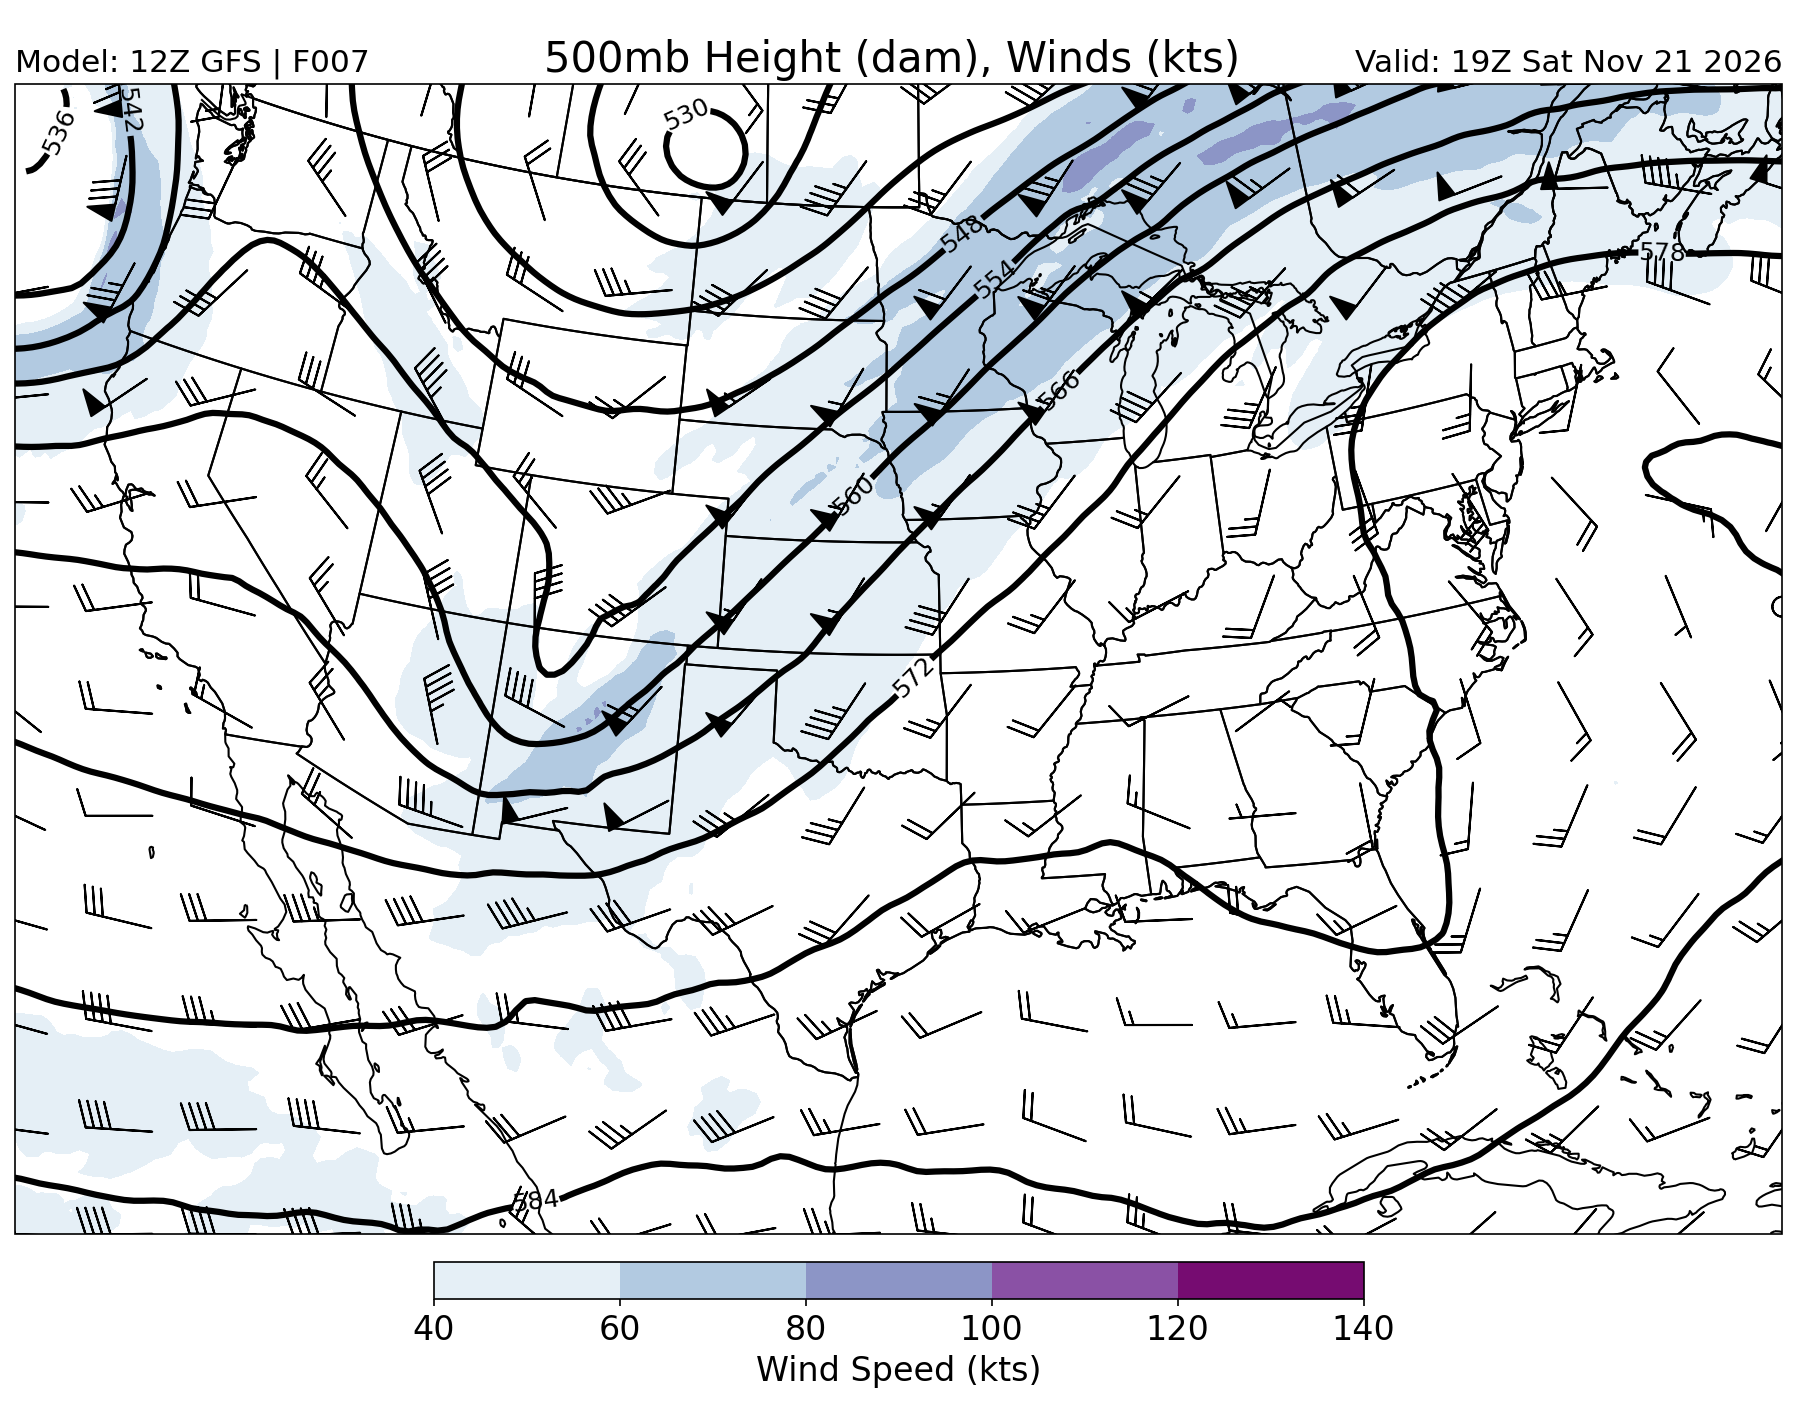 Model: 12Z GFS | F007
500mb Height (dam), Winds (kts)
Valid: 19Z Sat Nov 21 2026
536
542
530
548
554
578
566
560
572
584
40 60 80 100 120 140
Wind Speed (kts)